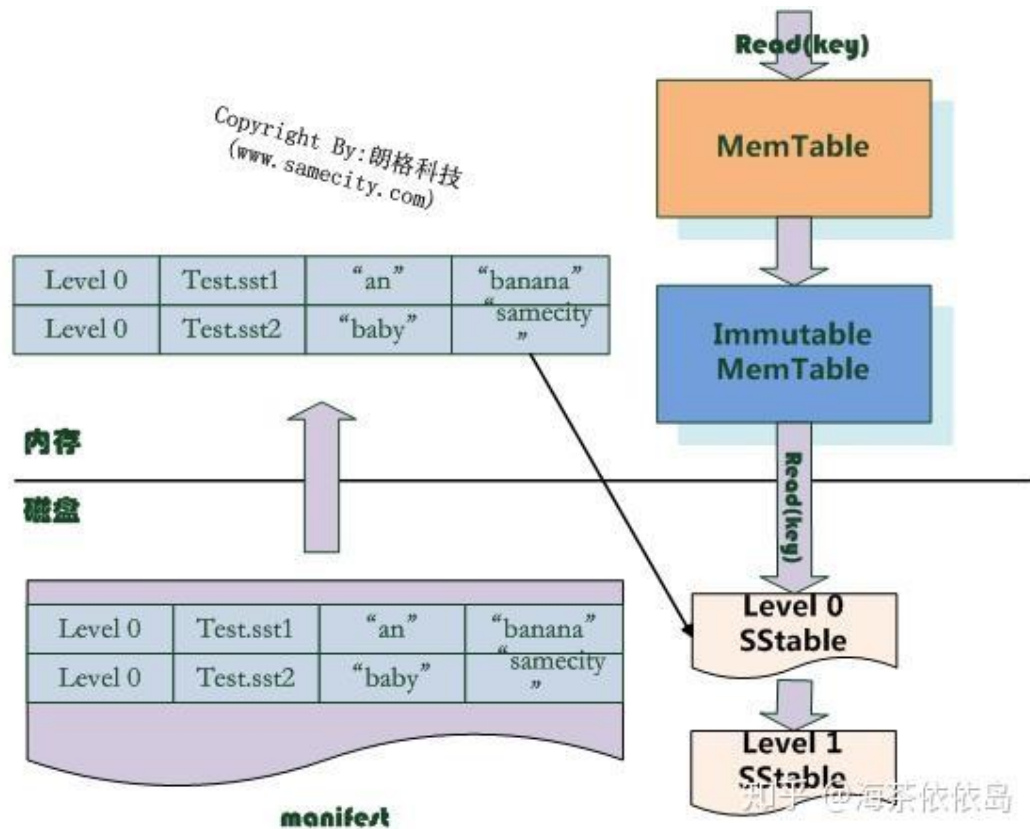 Read(key)
MemTable
Copyright By:朗格科技
(www.samecity.com)
Level 0 Test.sst1 “an” “banana”
Level 0 Test.sst2 “baby” “samecity
”
Immutable
MemTable
内存
磁盘
Read(key)
Level 0 Test.sst1 “an” “banana”
Level 0 Test.sst2 “baby” “samecity
”
manifest
Level 0
SStable
Level 1
SStable
知乎 @海茶依依岛